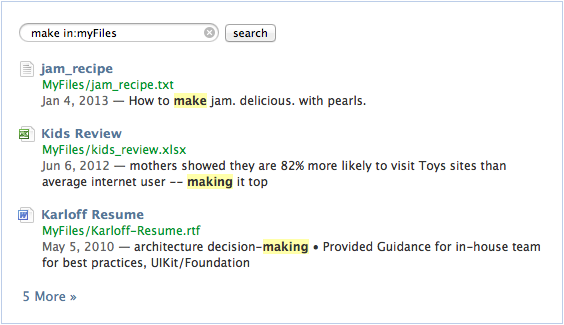 make in:myFiles
search
jam_recipe
MyFiles/jam_recipe.txt
Jan 4, 2013 — How to make jam. delicious. with pearls.
Kids Review
MyFiles/kids_review.xlsx
Jun 6, 2012 — mothers showed they are 82% more likely to visit Toys sites than
average internet user -- making it top
Karloff Resume
MyFiles/Karloff-Resume.rtf
May 5, 2010 — architecture decision-making • Provided Guidance for in-house team
for best practices, UIKit/Foundation
5 More »